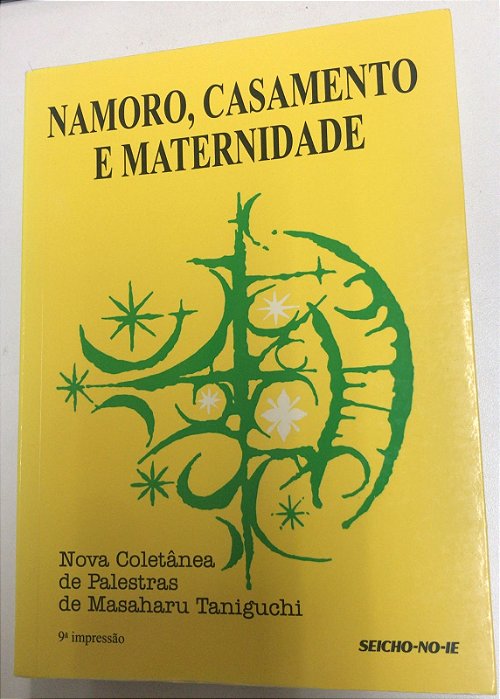 NAMORO, CASAMENTO
E MATERNIDADE
Nova Coletânea
de Palestras
de Masaharu Taniguchi
9ª impressão
SEICHO-NO-IE